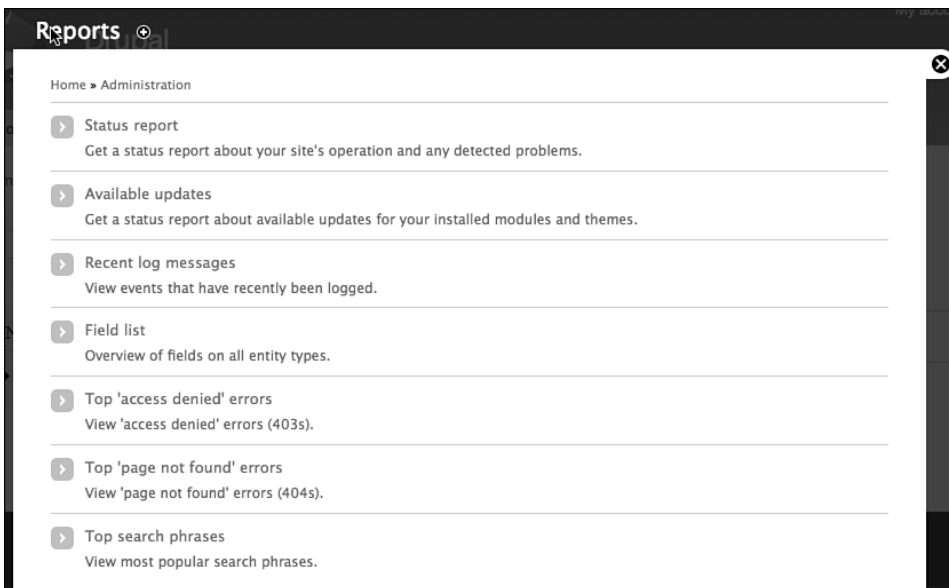 My acco
Reports
Drupal
Home » Administration
Status report
Get a status report about your site's operation and any detected problems.
Available updates
Get a status report about available updates for your installed modules and themes.
Recent log messages
View events that have recently been logged.
Field list
Overview of fields on all entity types.
Top 'access denied' errors
View 'access denied' errors (403s).
Top 'page not found' errors
View 'page not found' errors (404s).
Top search phrases
View most popular search phrases.